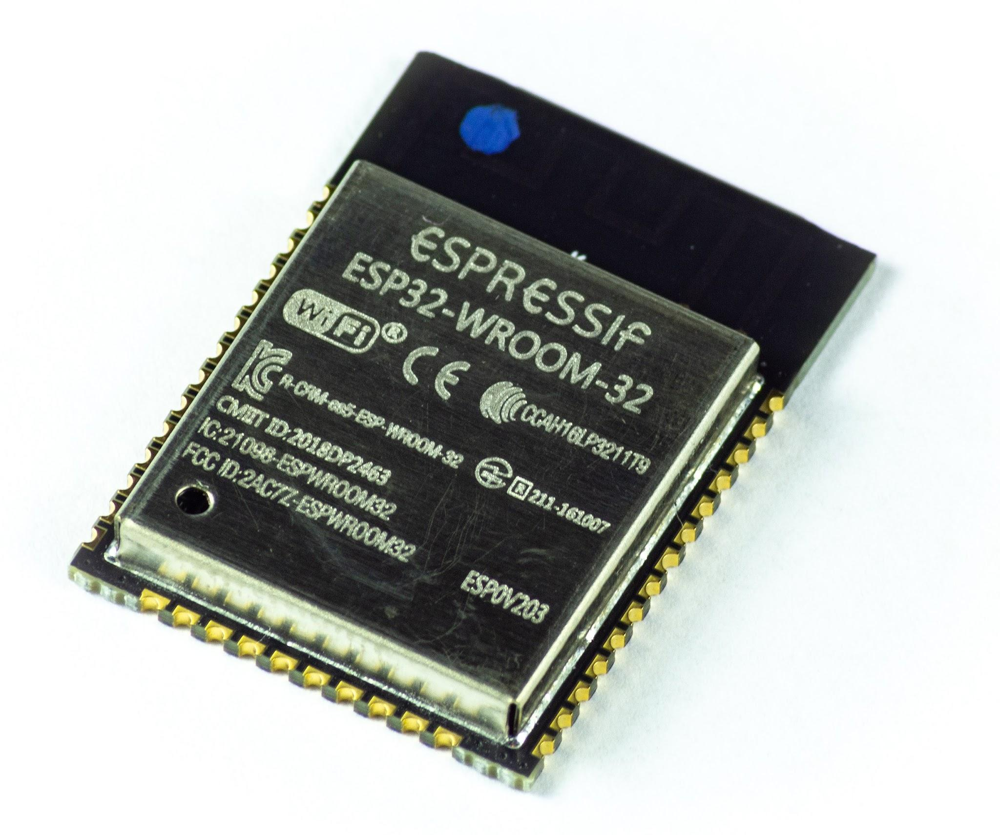 ESPRESSIF
ESP32-WROOM-32
WiFi® CE CCAH16LP3211T9
R-CRM-es5-ESP-WROOM-32 R 211-161007
CMIIT ID:2018DP2463
IC:21098-ESPWROOM32
FCC ID:2AC7Z-ESPWROOM32
ESP0V203